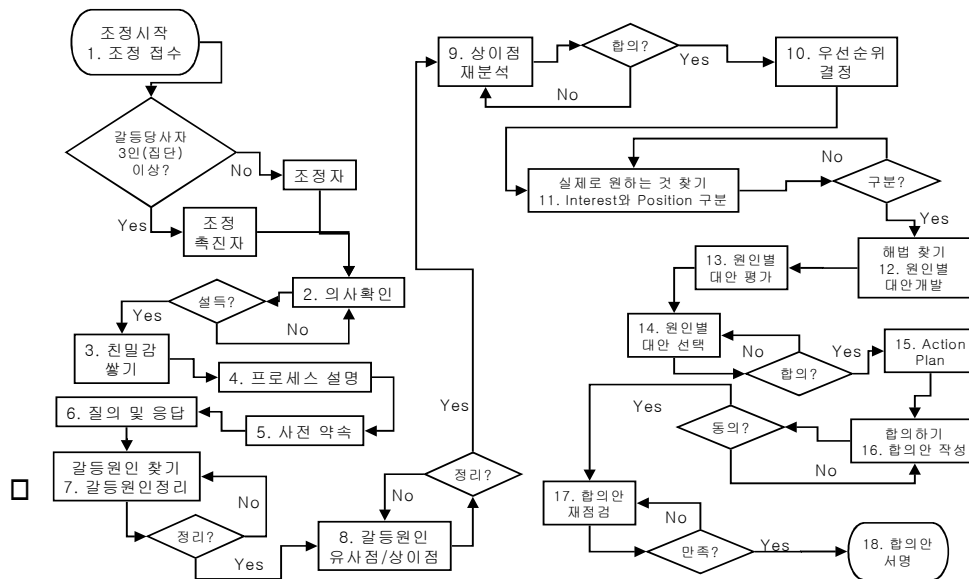 조정시작
1. 조정 접수
갈등당사자
3인(집단)
이상?
No
조정자
Yes
조정
촉진자
2. 의사확인
설득?
Yes
No
3. 친밀감
쌓기
4. 프로세스 설명
5. 사전 약속
6. 질의 및 응답
갈등원인 찾기
7. 갈등원인정리
No
정리?
Yes
8. 갈등원인
유사점/상이점
No
정리?
Yes
9. 상이점
재분석
합의?
Yes
No
10. 우선순위
결정
실제로 원하는 것 찾기
11. Interest와 Position 구분
No
구분?
Yes
해법 찾기
12. 원인별
대안개발
13. 원인별
대안 평가
14. 원인별
대안 선택
No
합의?
Yes
15. Action
Plan
합의하기
16. 합의안 작성
동의?
Yes
No
17. 합의안
재점검
No
만족?
Yes
18. 합의안
서명